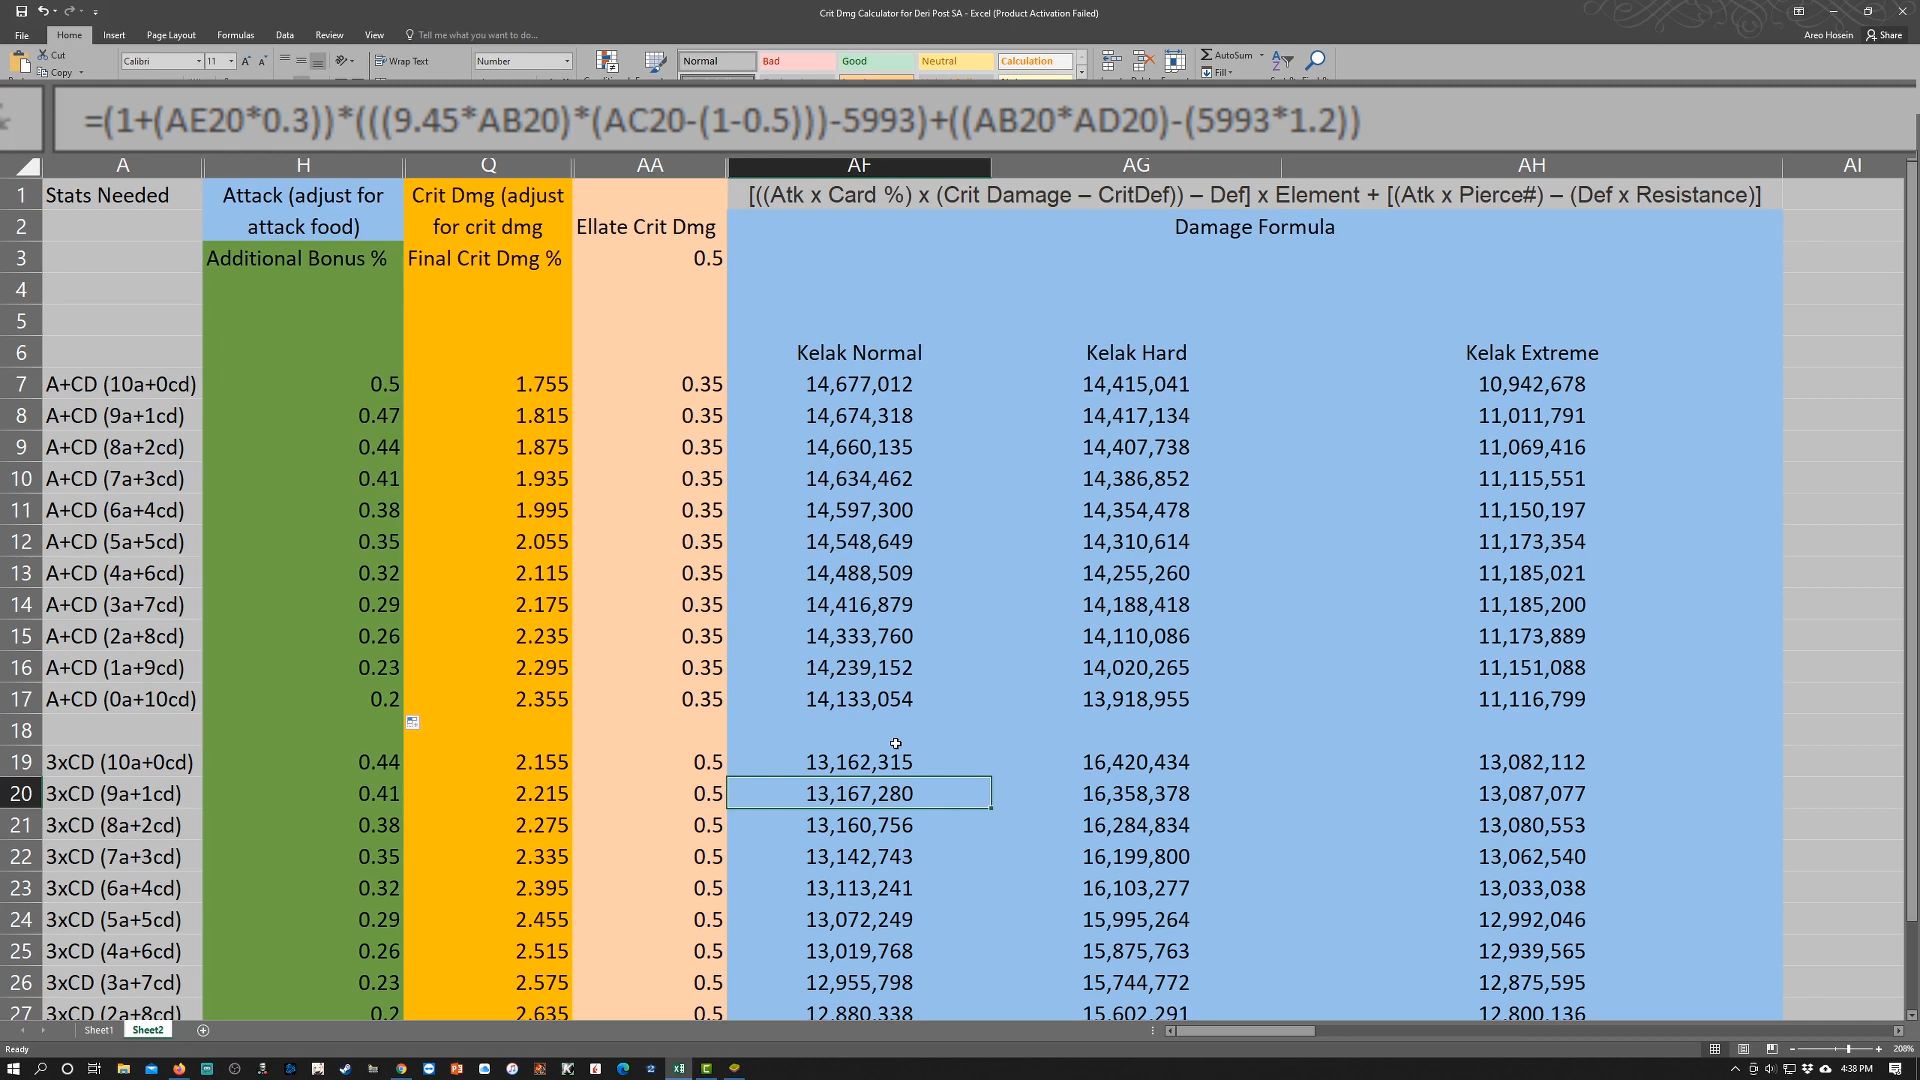 Crit Dmg Calculator for Deri Post SA - Excel (Product Activation Failed)
File Home Insert Page Layout Formulas Data Review View Tell me what you want to do... Areo Hosein Share
Cut
Copy
Calibri 11
Wrap Text
Number
Normal Bad Good Neutral Calculation
AutoSum
Fill
=(1+(AE20*0.3))*(((9.45*AB20)*(AC20-(1-0.5)))-5993)+((AB20*AD20)-(5993*1.2))
A H Q AA AF AG AH AI
1 Stats Needed Attack (adjust for Crit Dmg (adjust [((Atk x Card %) x (Crit Damage – CritDef)) – Def] x Element + [(Atk x Pierce#) – (Def x Resistance)]
2 attack food) for crit dmg Ellate Crit Dmg Damage Formula
3 Additional Bonus % Final Crit Dmg % 0.5
4
5
6 Kelak Normal Kelak Hard Kelak Extreme
7 A+CD (10a+0cd) 0.5 1.755 0.35 14,677,012 14,415,041 10,942,678
8 A+CD (9a+1cd) 0.47 1.815 0.35 14,674,318 14,417,134 11,011,791
9 A+CD (8a+2cd) 0.44 1.875 0.35 14,660,135 14,407,738 11,069,416
10 A+CD (7a+3cd) 0.41 1.935 0.35 14,634,462 14,386,852 11,115,551
11 A+CD (6a+4cd) 0.38 1.995 0.35 14,597,300 14,354,478 11,150,197
12 A+CD (5a+5cd) 0.35 2.055 0.35 14,548,649 14,310,614 11,173,354
13 A+CD (4a+6cd) 0.32 2.115 0.35 14,488,509 14,255,260 11,185,021
14 A+CD (3a+7cd) 0.29 2.175 0.35 14,416,879 14,188,418 11,185,200
15 A+CD (2a+8cd) 0.26 2.235 0.35 14,333,760 14,110,086 11,173,889
16 A+CD (1a+9cd) 0.23 2.295 0.35 14,239,152 14,020,265 11,151,088
17 A+CD (0a+10cd) 0.2 2.355 0.35 14,133,054 13,918,955 11,116,799
18
19 3xCD (10a+0cd) 0.44 2.155 0.5 13,162,315 16,420,434 13,082,112
20 3xCD (9a+1cd) 0.41 2.215 0.5 13,167,280 16,358,378 13,087,077
21 3xCD (8a+2cd) 0.38 2.275 0.5 13,160,756 16,284,834 13,080,553
22 3xCD (7a+3cd) 0.35 2.335 0.5 13,142,743 16,199,800 13,062,540
23 3xCD (6a+4cd) 0.32 2.395 0.5 13,113,241 16,103,277 13,033,038
24 3xCD (5a+5cd) 0.29 2.455 0.5 13,072,249 15,995,264 12,992,046
25 3xCD (4a+6cd) 0.26 2.515 0.5 13,019,768 15,875,763 12,939,565
26 3xCD (3a+7cd) 0.23 2.575 0.5 12,955,798 15,744,772 12,875,595
27 3xCD (2a+8cd) 0.2 2.635 0.5 12,880,338 15,602,291 12,800,136
Sheet1 Sheet2
Ready 208%
4:38 PM